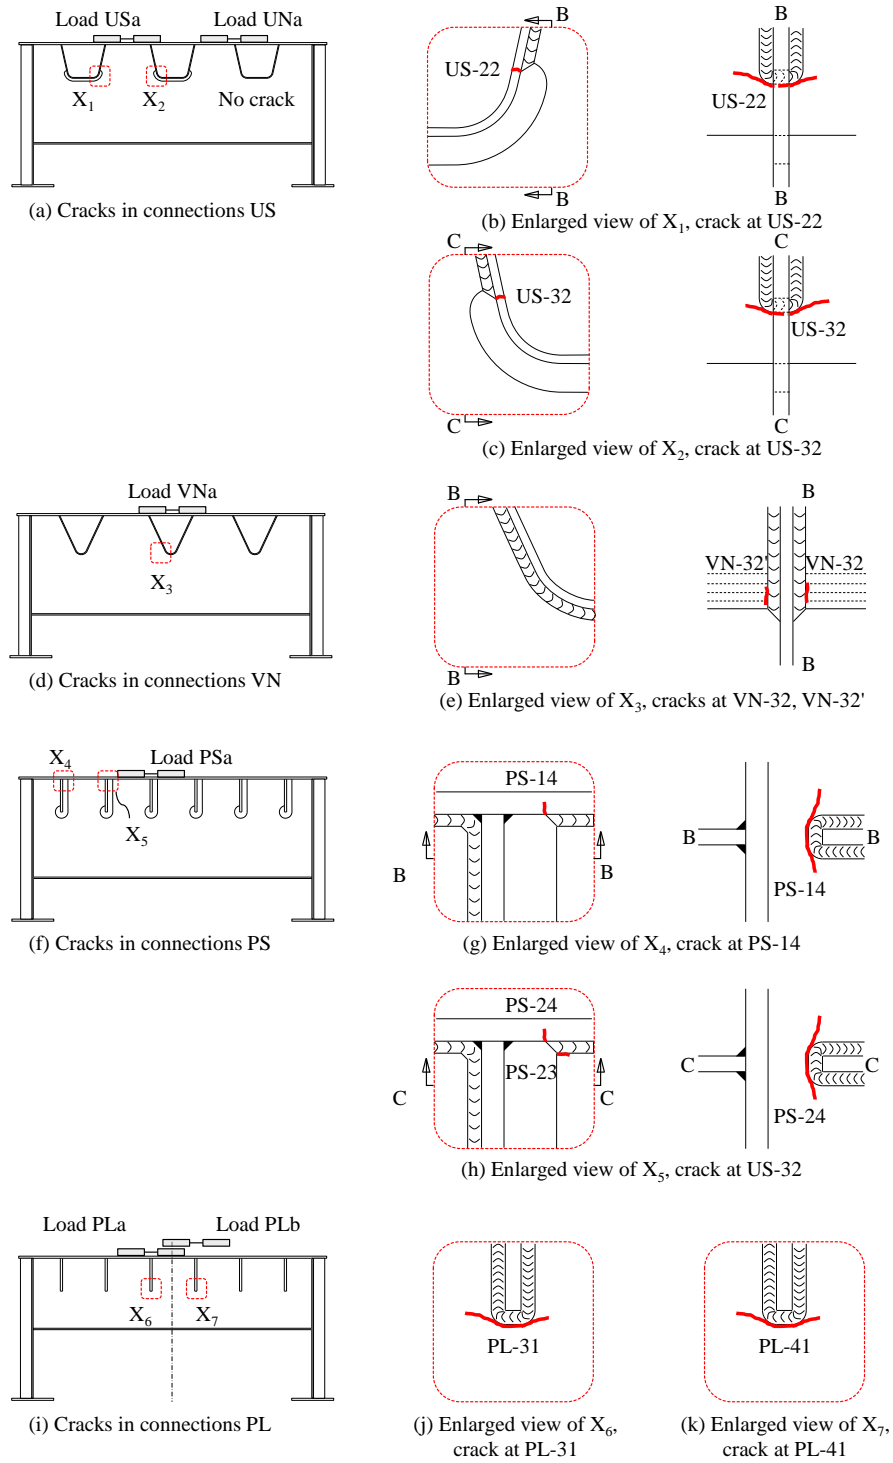 Load USa
Load UNa
X1
X2
No crack
(a) Cracks in connections US
B
US-22
B
B
US-22
B
(b) Enlarged view of X1, crack at US-22
C
US-32
C
C
US-32
C
(c) Enlarged view of X2, crack at US-32
Load VNa
X3
(d) Cracks in connections VN
B
B
B
VN-32'
VN-32
B
(e) Enlarged view of X3, cracks at VN-32, VN-32'
X4
Load PSa
X5
(f) Cracks in connections PS
PS-14
B
B
B
B
PS-14
(g) Enlarged view of X4, crack at PS-14
PS-24
PS-23
C
C
C
C
PS-24
(h) Enlarged view of X5, crack at US-32
Load PLa
Load PLb
X6
X7
(i) Cracks in connections PL
PL-31
(j) Enlarged view of X6,
crack at PL-31
PL-41
(k) Enlarged view of X7,
crack at PL-41